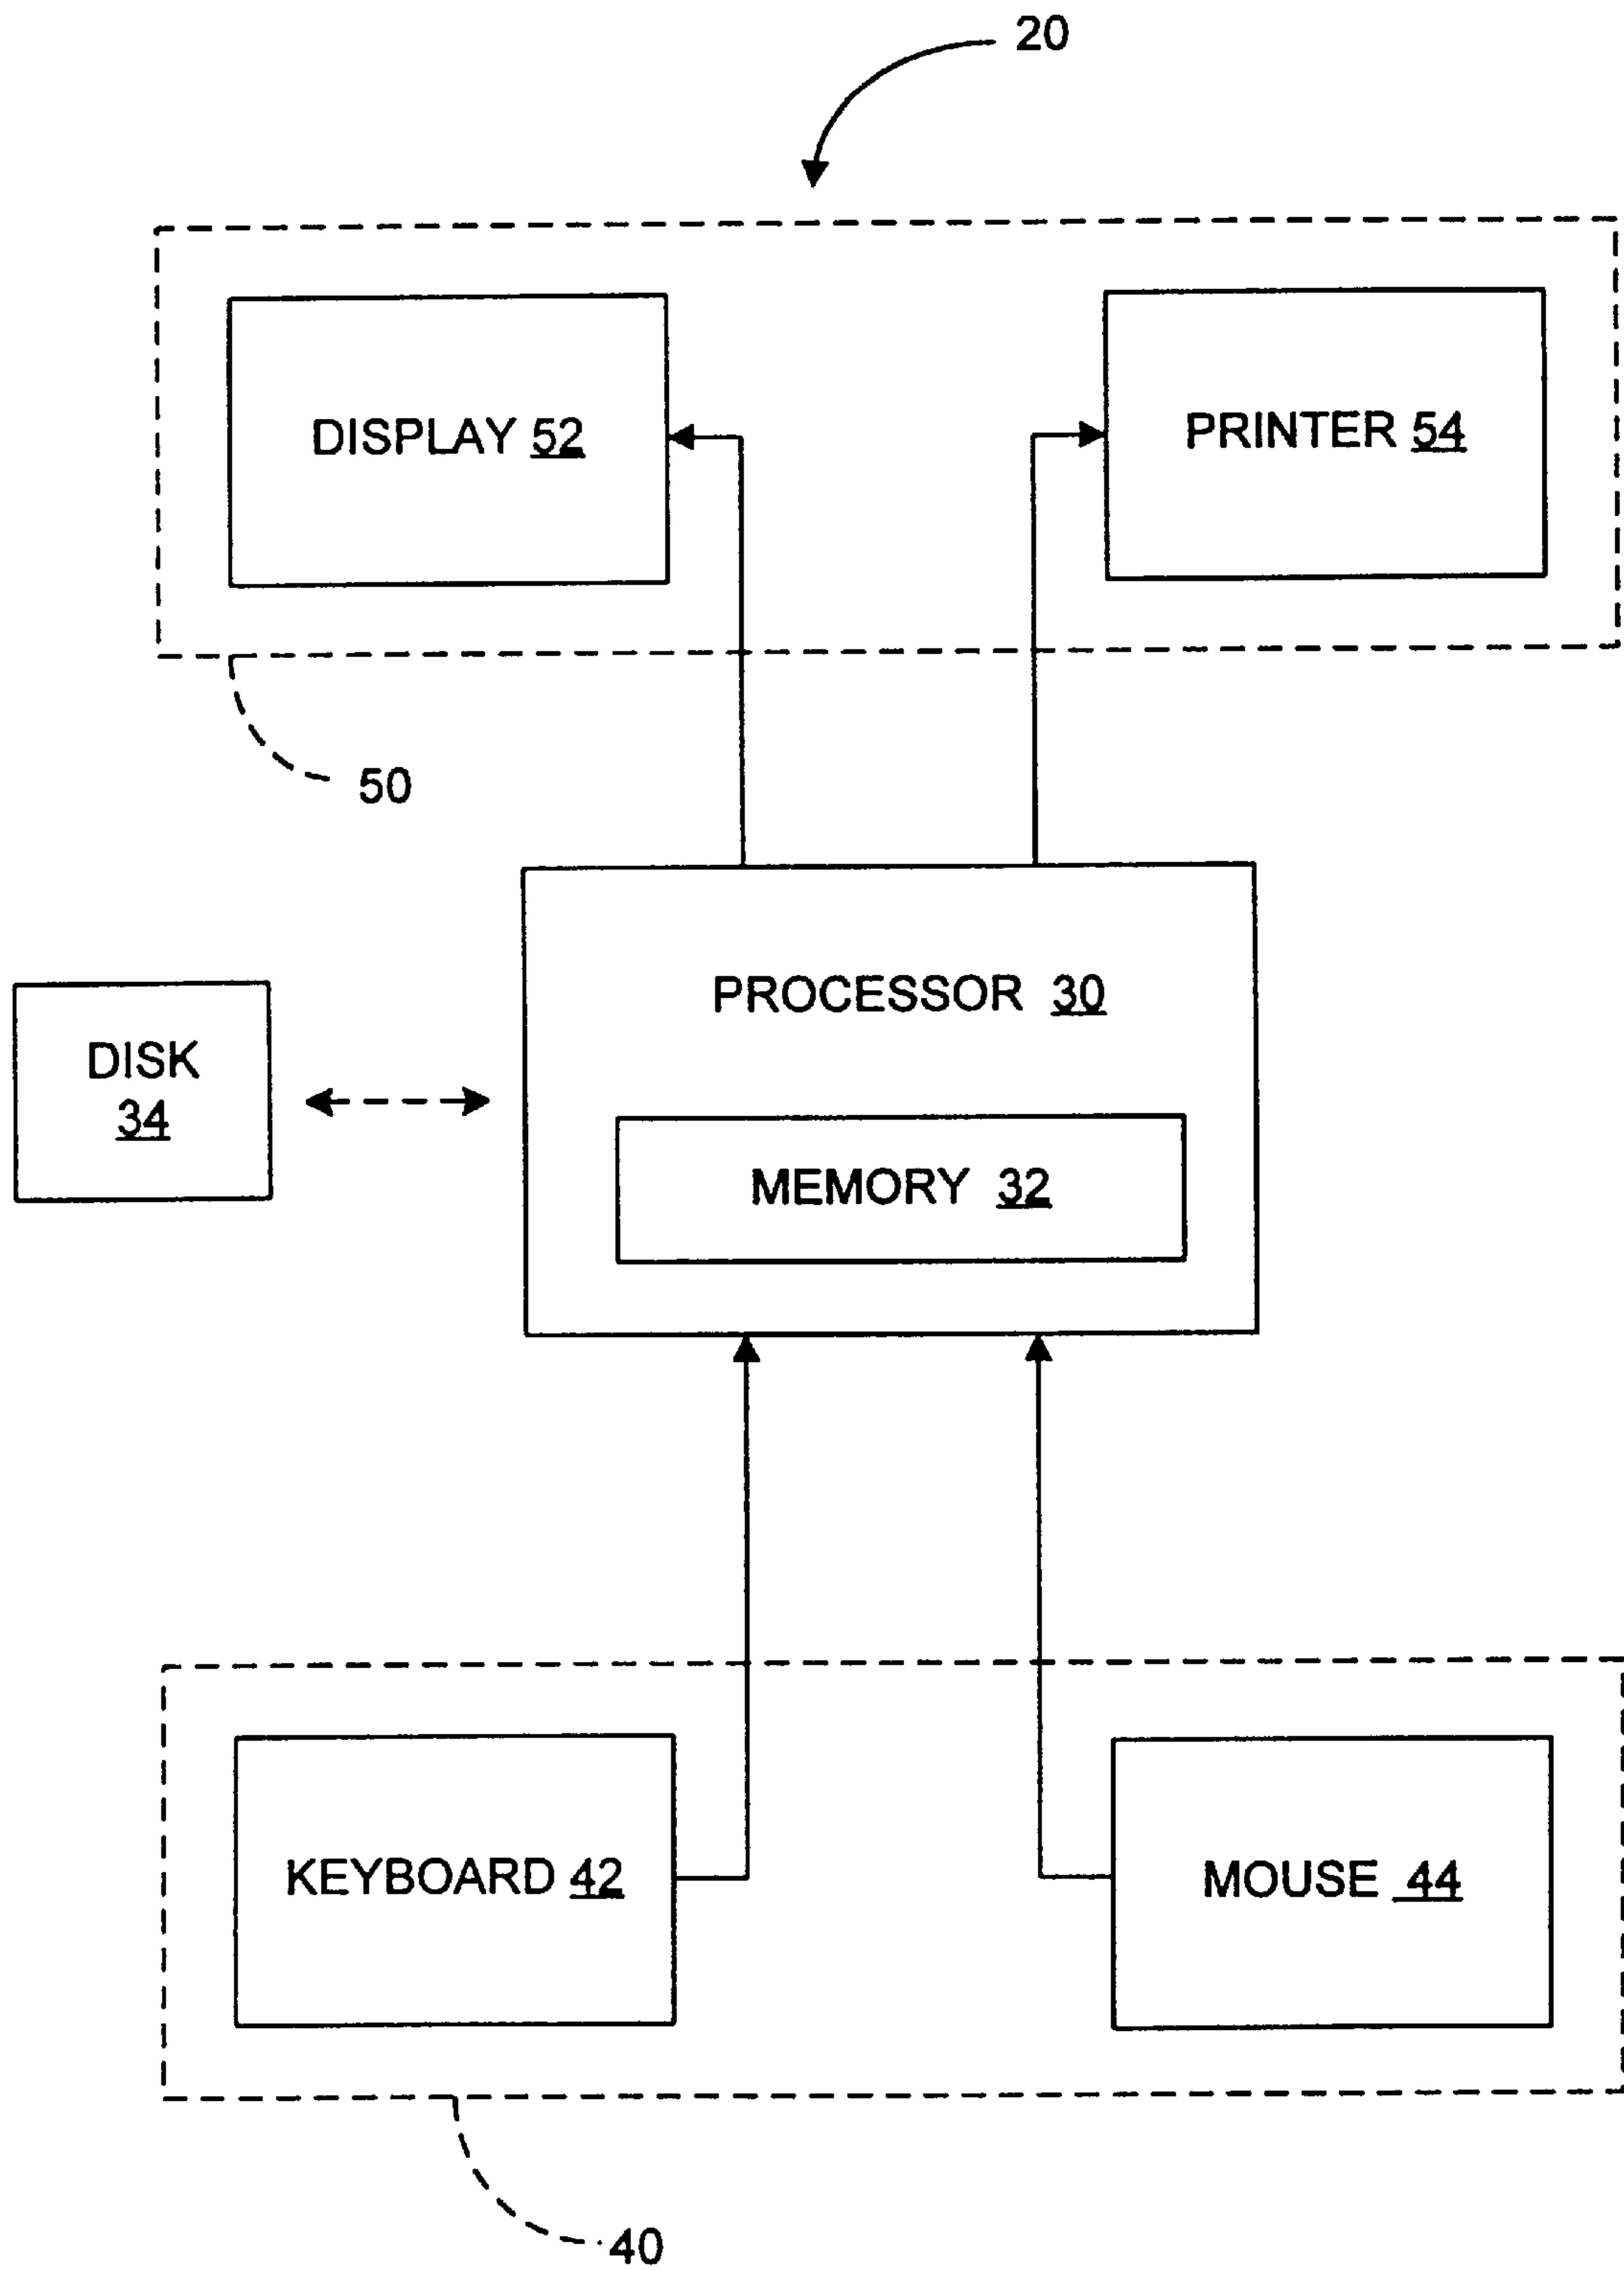 20
DISPLAY 52
PRINTER 54
50
PROCESSOR 30
DISK
34
MEMORY 32
KEYBOARD 42
MOUSE 44
40